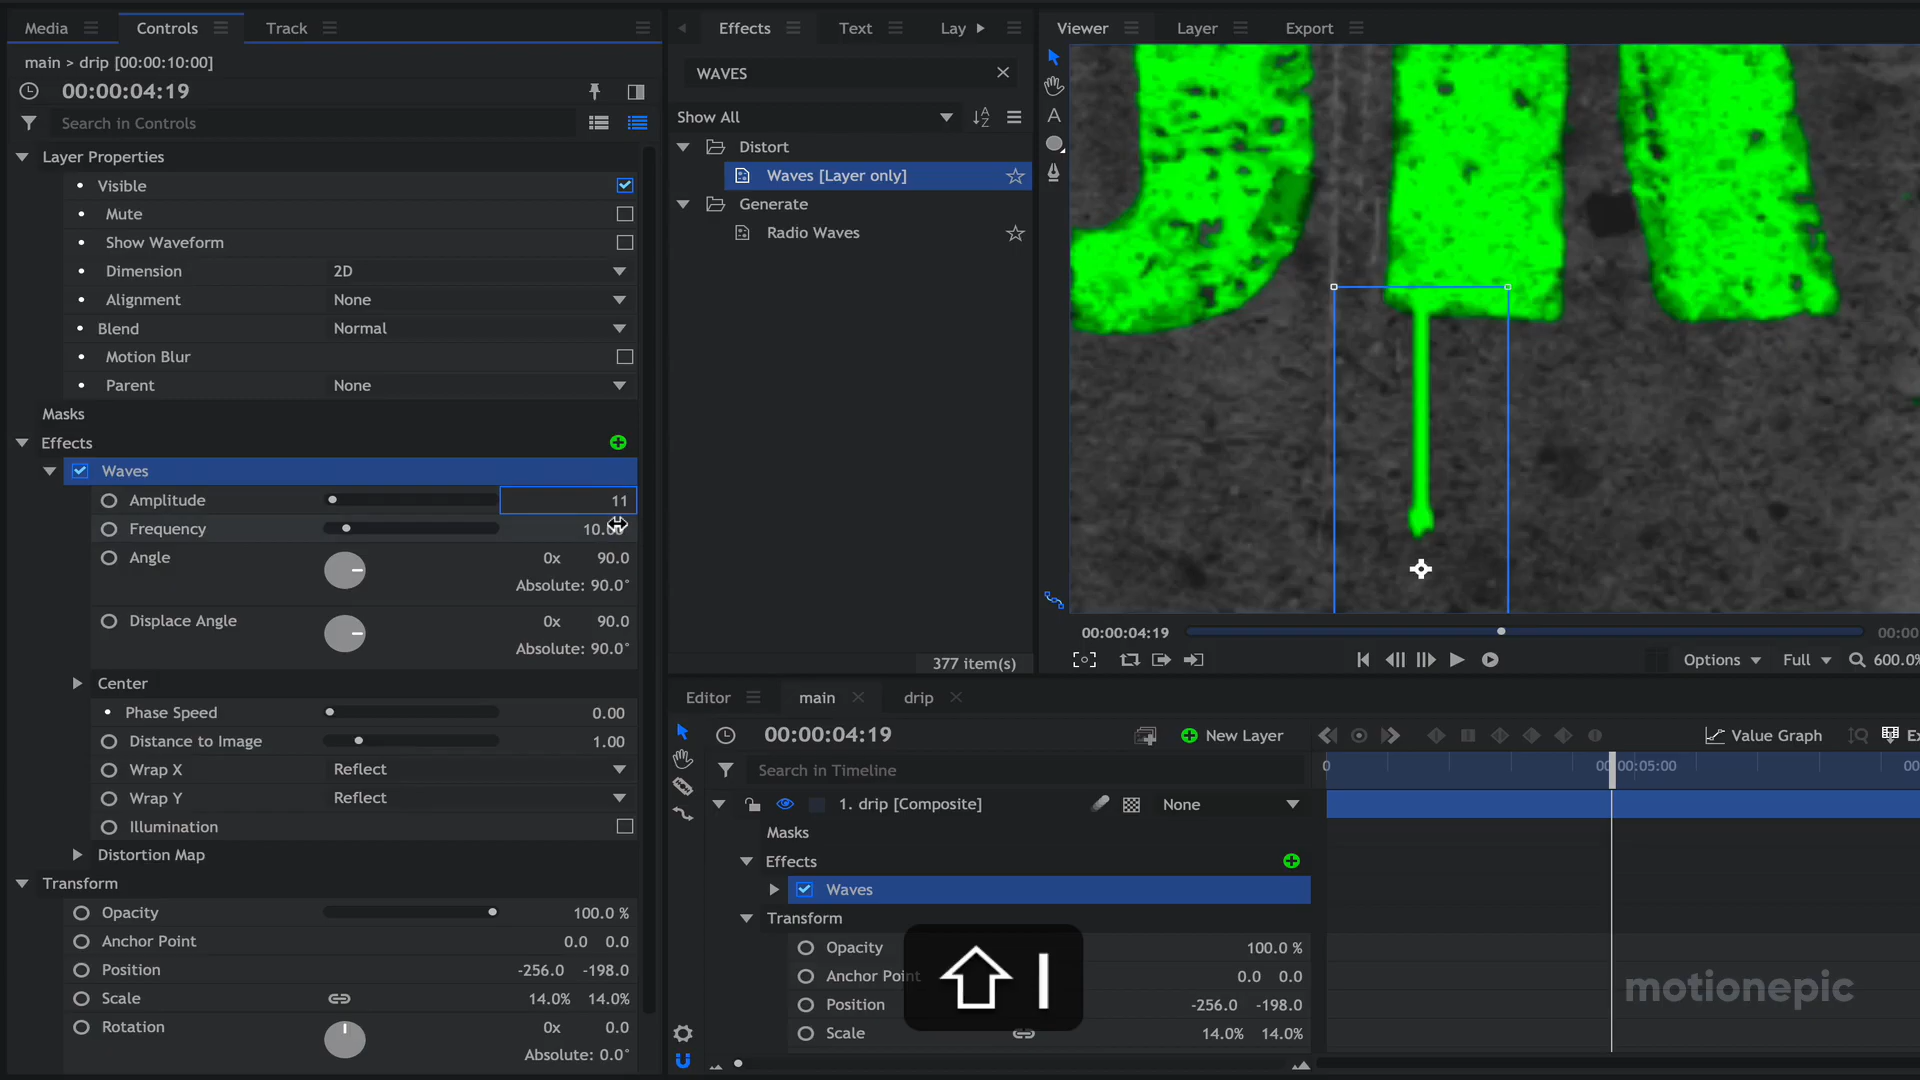 Media
Controls
Track
main > drip [00:00:10:00]
00:00:04:19
Search in Controls
Layer Properties
Visible
Mute
Show Waveform
Dimension 2D
Alignment None
Blend Normal
Motion Blur
Parent None
Masks
Effects
Waves
Amplitude 11
Frequency
Angle 0x 90.0
Absolute: 90.0°
Displace Angle 0x 90.0
Absolute: 90.0°
Center
Phase Speed 0.00
Distance to Image 1.00
Wrap X Reflect
Wrap Y Reflect
Illumination
Distortion Map
Transform
Opacity 100.0 %
Anchor Point 0.0 0.0
Position -256.0 -198.0
Scale 14.0% 14.0%
Rotation 0x 0.0
Absolute: 0.0°
Effects
Text
Lay
WAVES
Show All
Distort
Waves [Layer only]
Generate
Radio Waves
377 item(s)
Viewer
Layer
Export
A
00:00:04:19
Options
Full
600.0%
Editor
main
drip
00:00:04:19
New Layer
Value Graph
Search in Timeline
0
00:00:05:00
1. drip [Composite] None
Masks
Effects
Waves
Transform
Opacity 100.0 %
Anchor Point 0.0 0.0
Position -256.0 -198.0
Scale 14.0% 14.0%
motionepic